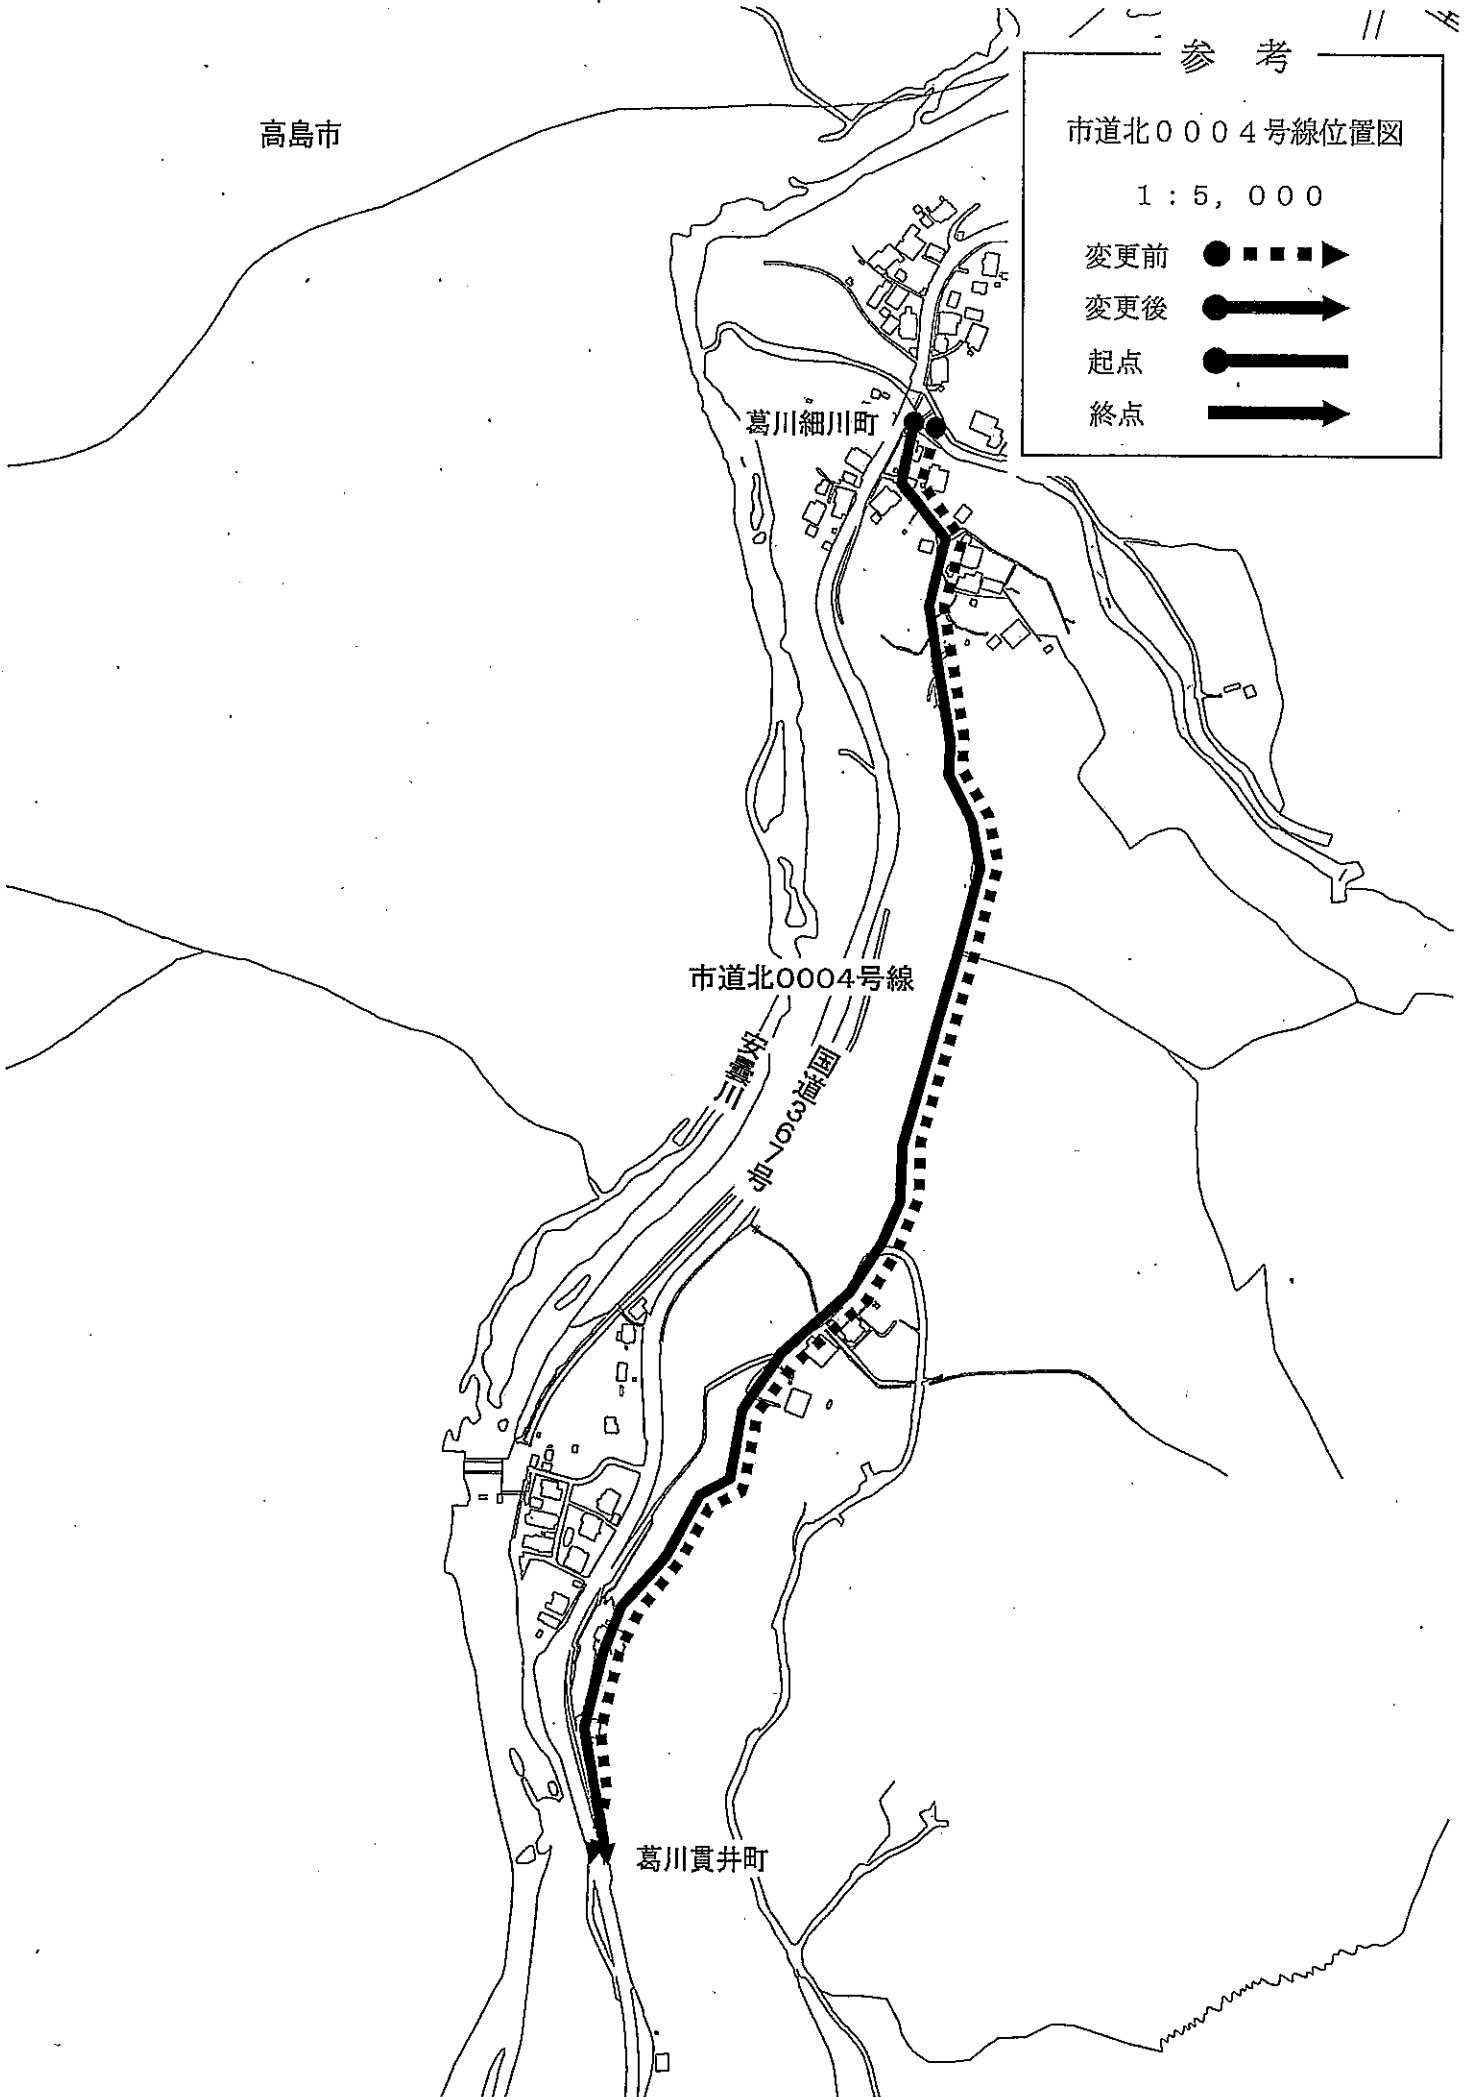 参　考
市道北０００４号線位置図
１：５，０００
変更前
変更後
起点
終点
高島市
葛川細川町
市道北0004号線
安曇川
国道367号
葛川貫井町